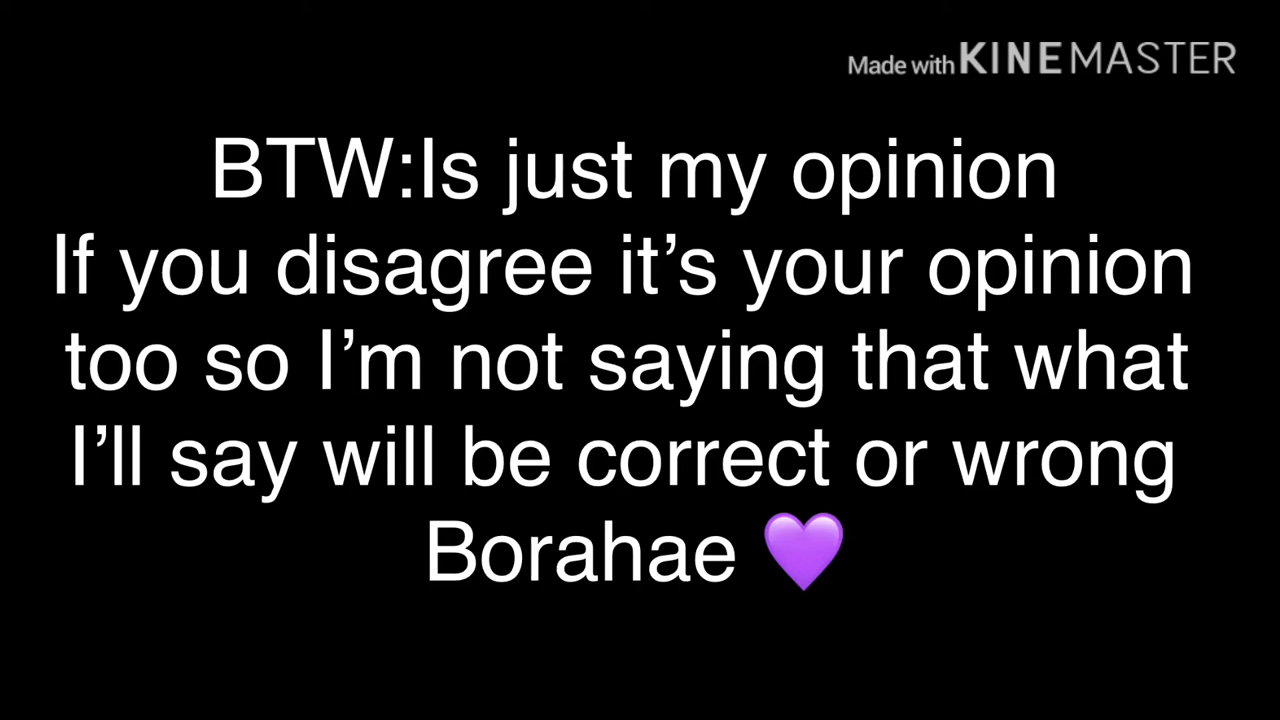 Made with KINEMASTER
BTW:Is just my opinion
If you disagree it’s your opinion
too so I’m not saying that what
I’ll say will be correct or wrong
Borahae 💜